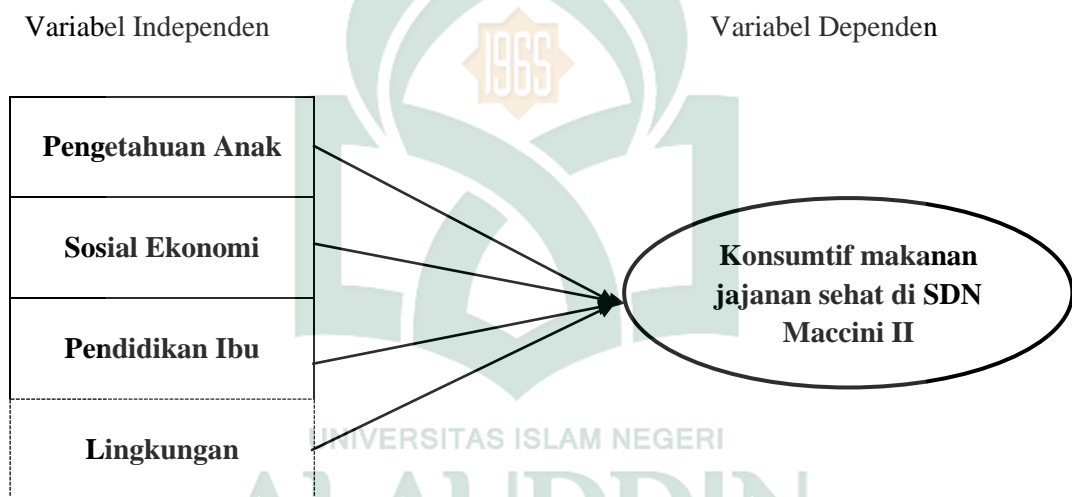 Variabel Independen
Variabel Dependen
1965
Pengetahuan Anak
Sosial Ekonomi
Pendidikan Ibu
Lingkungan
Konsumtif makanan
jajanan sehat di SDN
Maccini II
UNIVERSITAS ISLAM NEGERI
ALAUDDIN